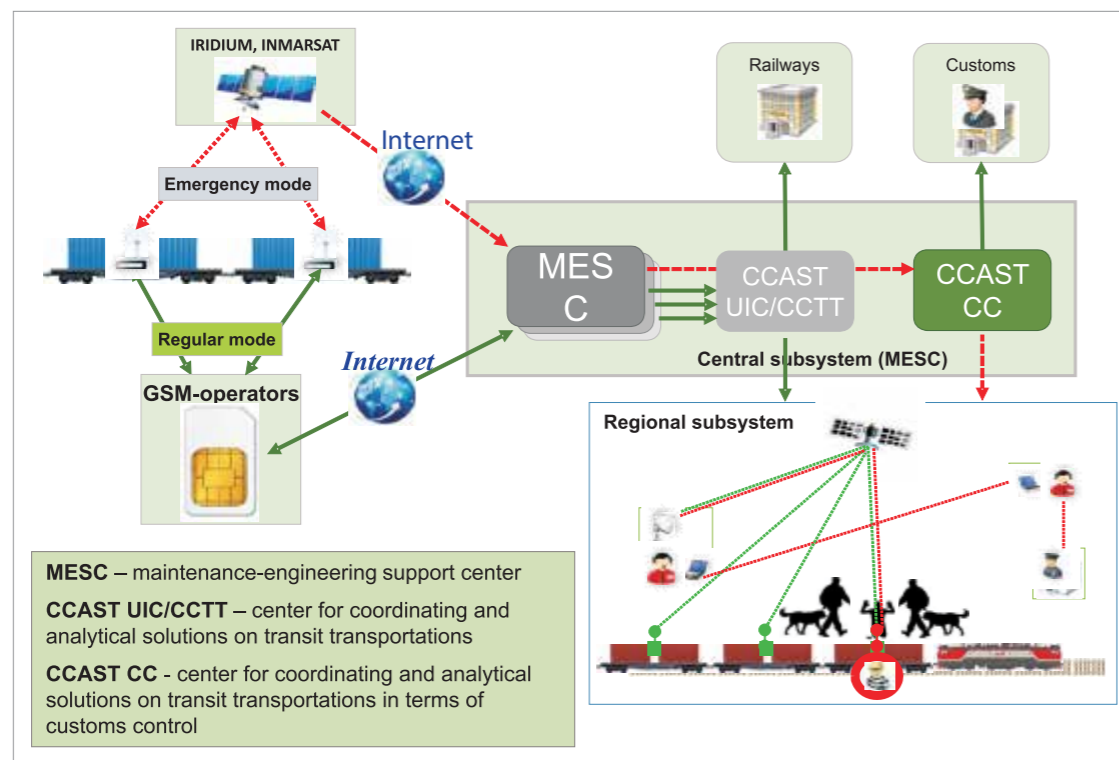 IRIDIUM, INMARSAT
Internet
Emergency mode
Regular mode
GSM-operators
Internet
Railways
Customs
MES
C
CCAST
UIC/CCTT
CCAST
CC
Central subsystem (MESC)
Regional subsystem
MESC – maintenance-engineering support center
CCAST UIC/CCTT – center for coordinating and
analytical solutions on transit transportations
CCAST CC - center for coordinating and analytical
solutions on transit transportations in terms of
customs control